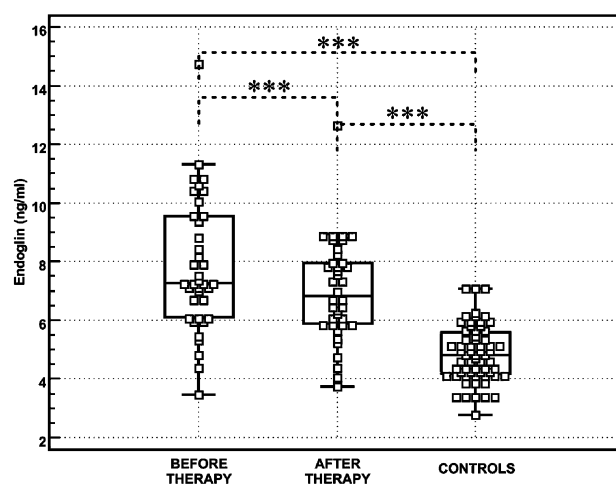 16
14
12
10
8
6
4
2
Endoglin (ng/ml)
***
***
***
BEFORE
THERAPY
AFTER
THERAPY
CONTROLS